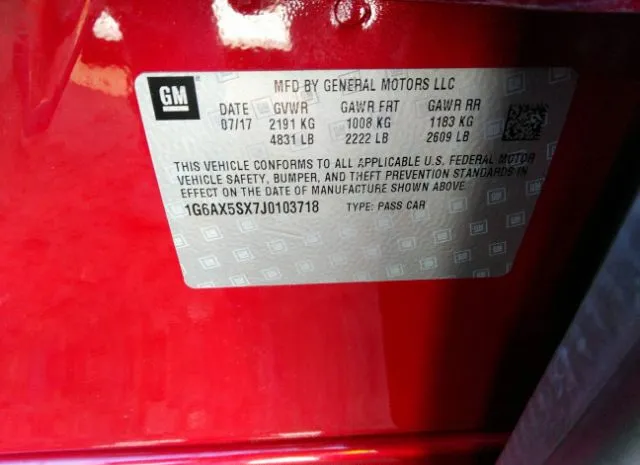 GM
MFD BY GENERAL MOTORS LLC
DATE GVWR GAWR FRT GAWR RR
07/17 2191 KG 1008 KG 1183 KG
4831 LB 2222 LB 2609 LB
THIS VEHICLE CONFORMS TO ALL APPLICABLE U.S. FEDERAL MOTOR
VEHICLE SAFETY, BUMPER, AND THEFT PREVENTION STANDARDS IN
EFFECT ON THE DATE OF MANUFACTURE SHOWN ABOVE.
1G6AX5SX7J0103718 TYPE: PASS CAR